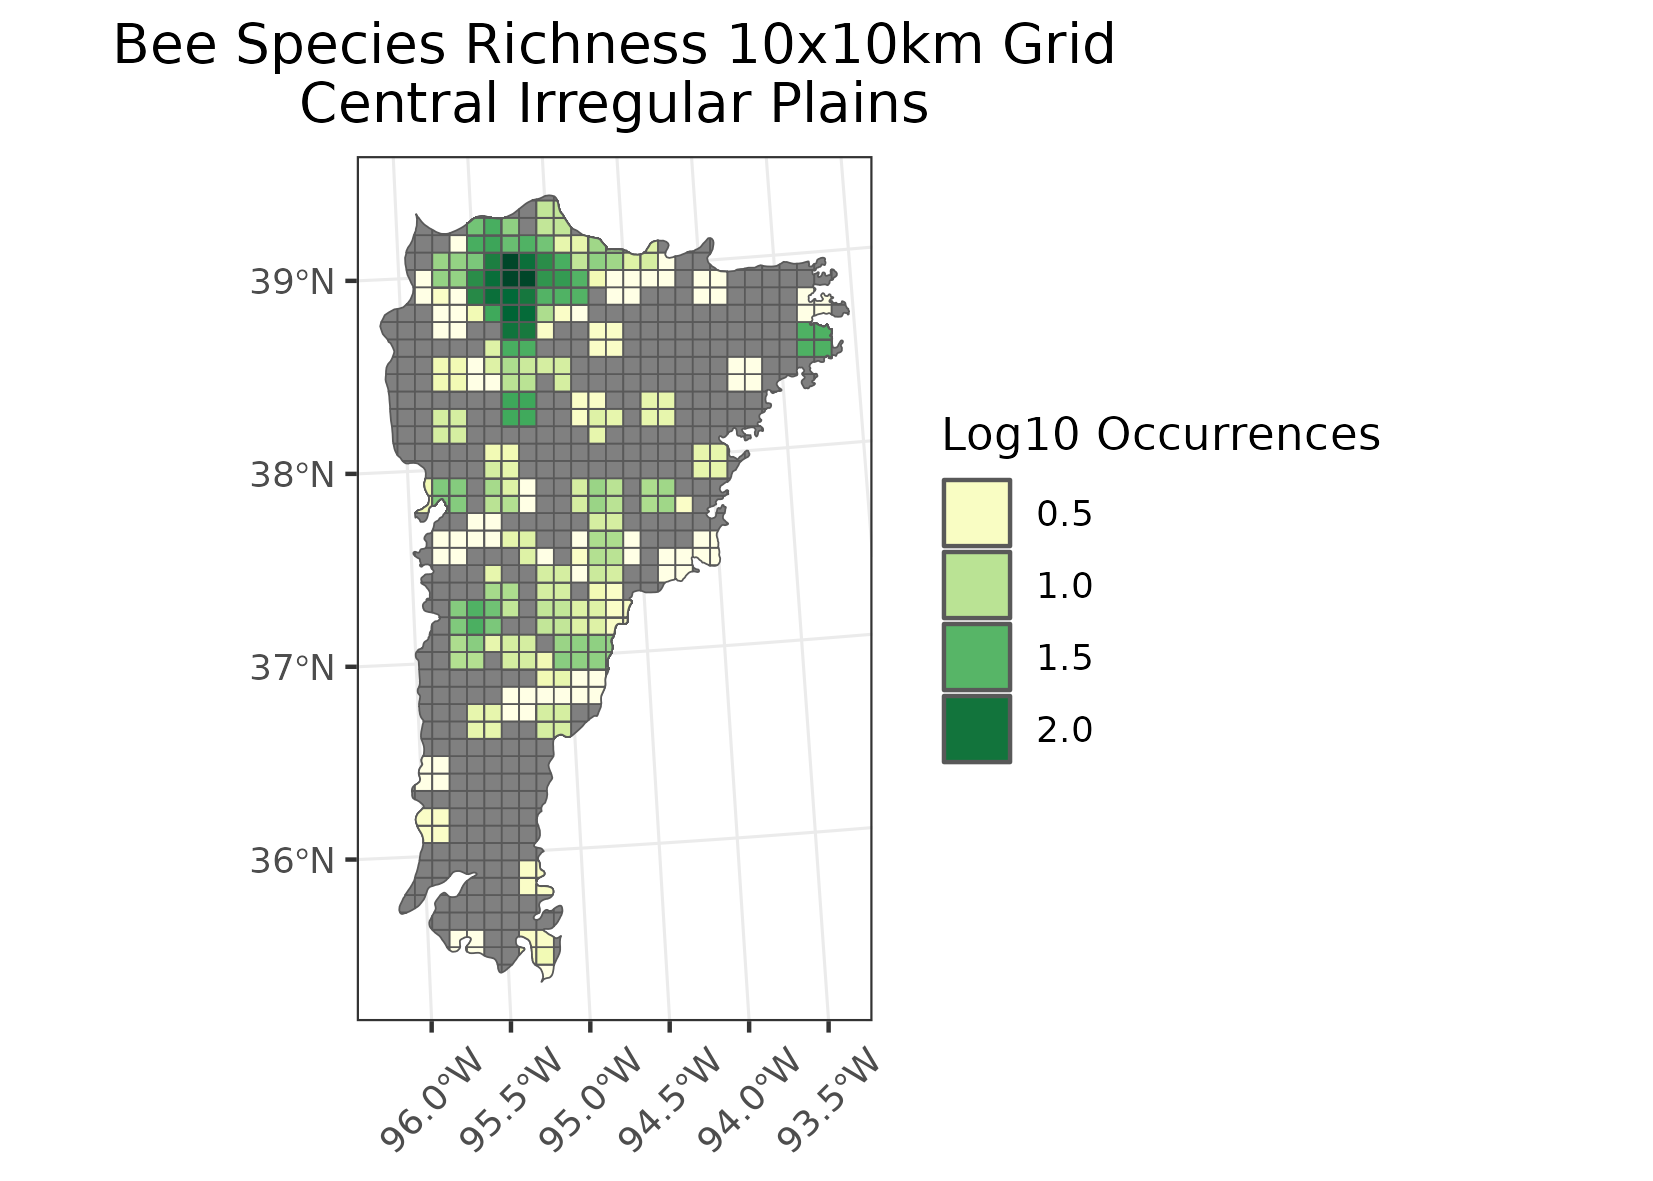 Bee Species Richness 10x10km Grid
Central Irregular Plains
39°N
38°N
37°N
36°N
96.0°W
95.5°W
95.0°W
94.5°W
94.0°W
93.5°W
Log10 Occurrences
0.5
1.0
1.5
2.0